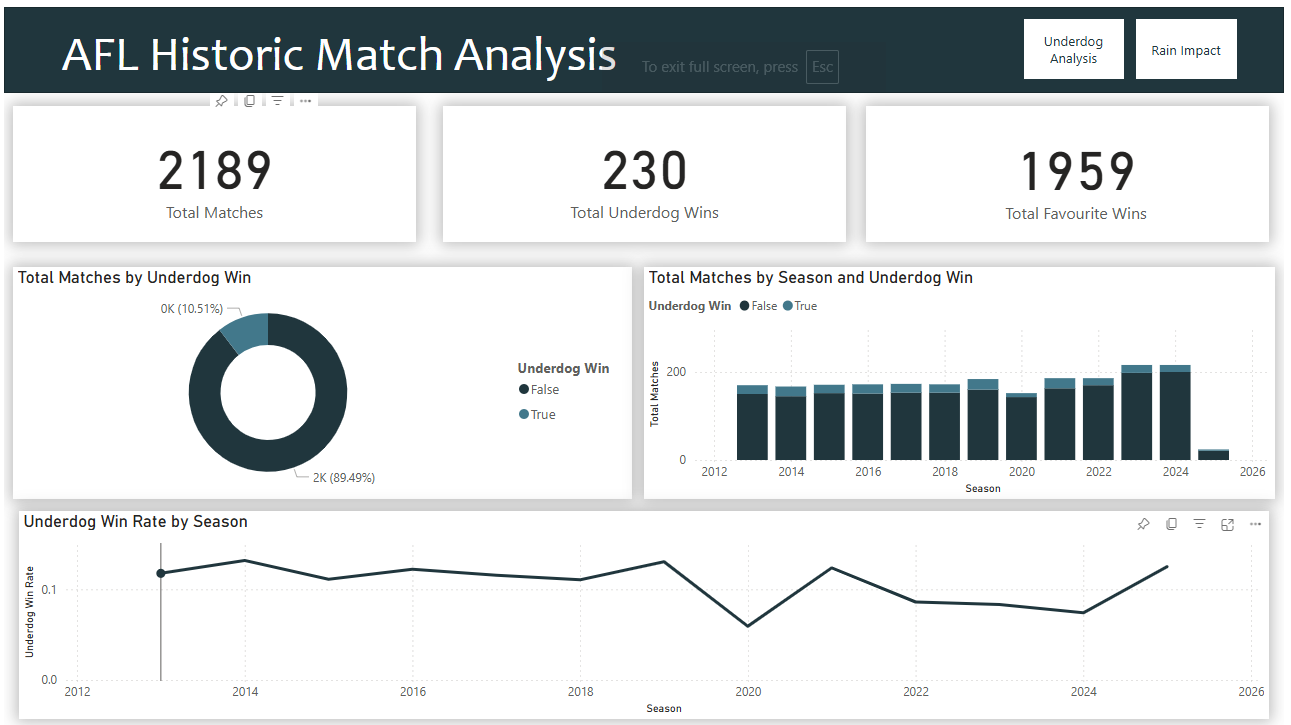 AFL Historic Match Analysis
To exit full screen, press Esc
Underdog
Analysis
Rain Impact
2189
Total Matches
230
Total Underdog Wins
1959
Total Favourite Wins
Total Matches by Underdog Win
0K (10.51%)
2K (89.49%)
Underdog Win
False
True
Total Matches by Season and Underdog Win
Underdog Win False True
Total Matches
200
0
2012 2014 2016 2018 2020 2022 2024 2026
Season
Underdog Win Rate by Season
Underdog Win Rate
0.1
0.0
2012 2014 2016 2018 2020 2022 2024 2026
Season